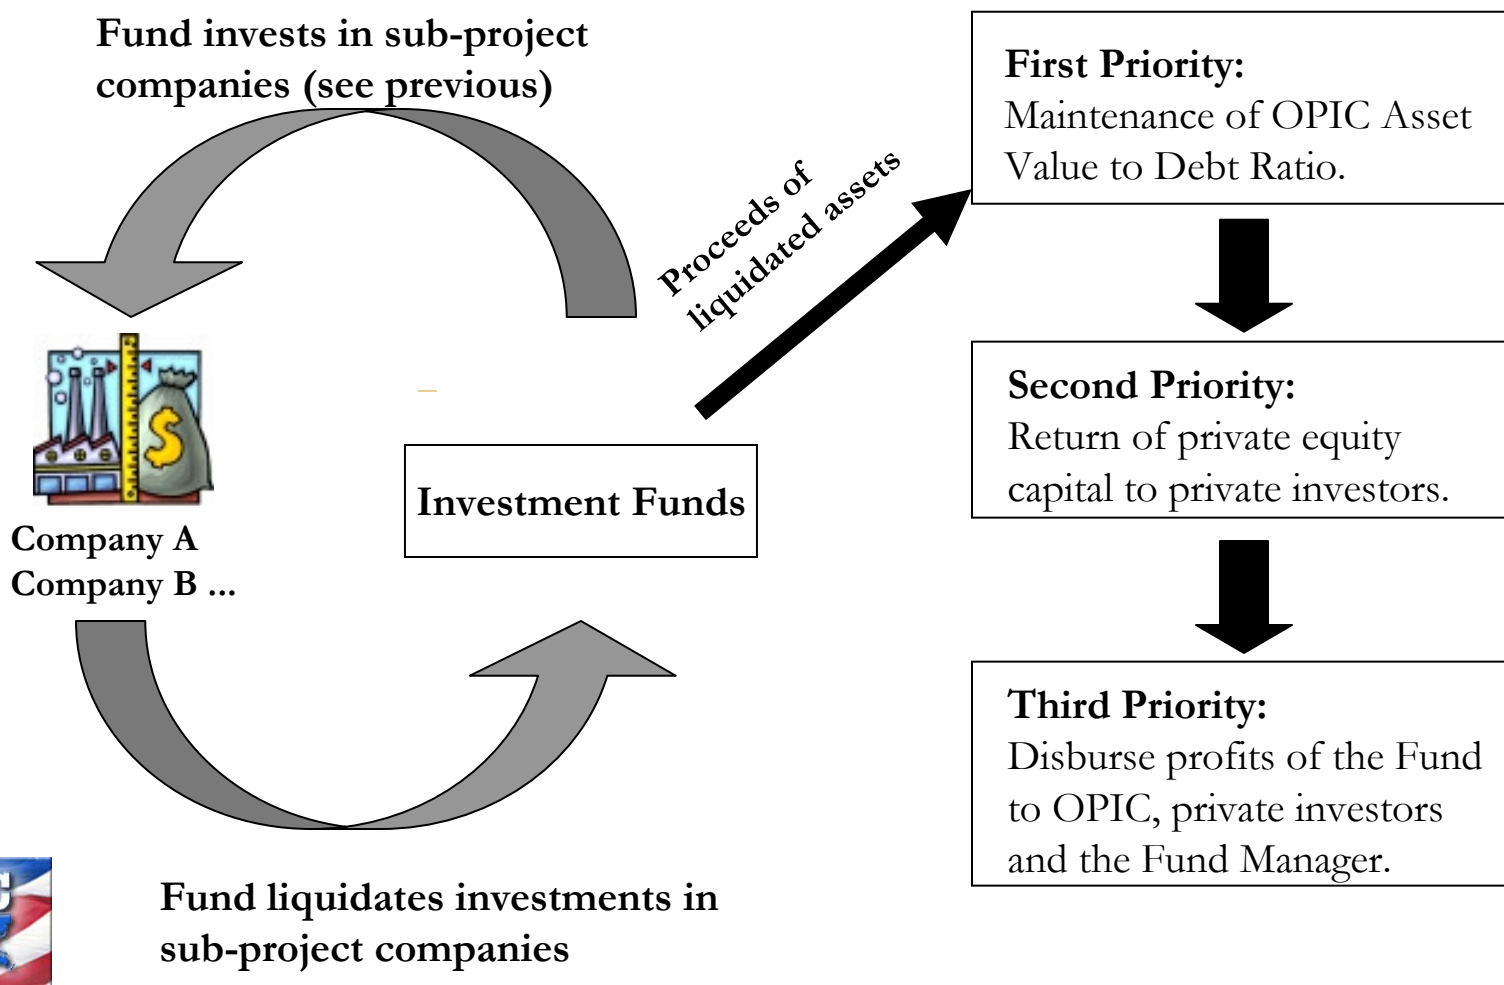 Fund invests in sub-project
companies (see previous)
Proceeds of
liquidated assets
First Priority:
Maintenance of OPIC Asset
Value to Debt Ratio.
Second Priority:
Return of private equity
capital to private investors.
Third Priority:
Disburse profits of the Fund
to OPIC, private investors
and the Fund Manager.
$
Company A
Company B ...
Investment Funds
Fund liquidates investments in
sub-project companies